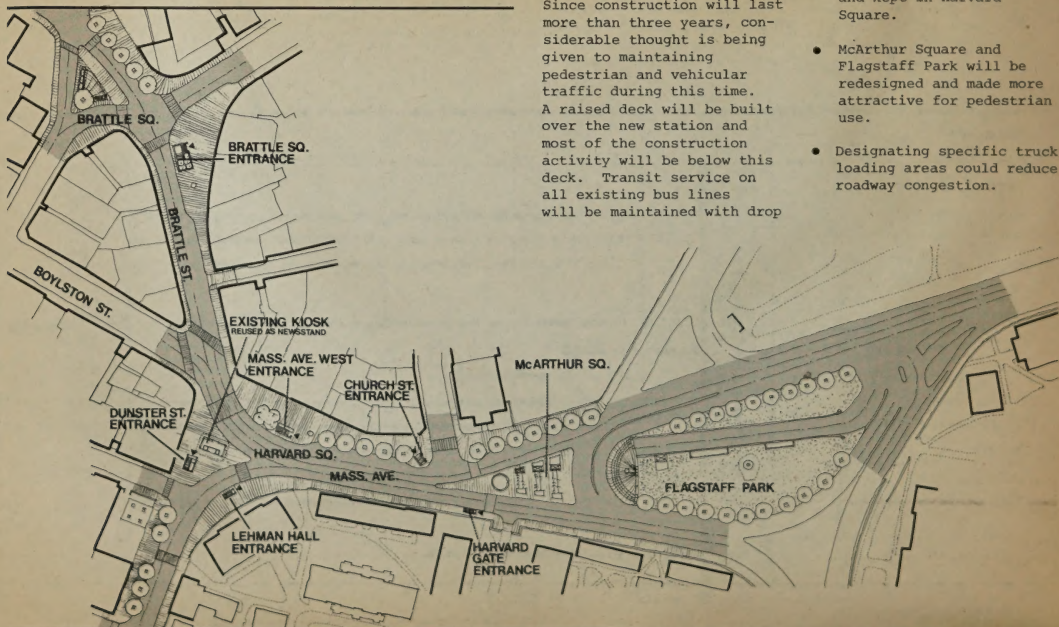 Since construction will last
more than three years, con-
siderable thought is being
given to maintaining
pedestrian and vehicular
traffic during this time.
A raised deck will be built
over the new station and
most of the construction
activity will be below this
deck. Transit service on
all existing bus lines
will be maintained with drop
Square.
• McArthur Square and
Flagstaff Park will be
redesigned and made more
attractive for pedestrian
use.
• Designating specific truck
loading areas could reduce
roadway congestion.
BRATTLE SQ.
BRATTLE SQ.
ENTRANCE
BRATTLE ST.
BOYLSTON ST.
EXISTING KIOSK
REUSED AS NEWSSTAND
MASS. AVE. WEST
ENTRANCE
CHURCH ST.
ENTRANCE
McARTHUR SQ.
DUNSTER ST.
ENTRANCE
HARVARD SQ.
MASS. AVE.
FLAGSTAFF PARK
LEHMAN HALL
ENTRANCE
HARVARD
GATE
ENTRANCE